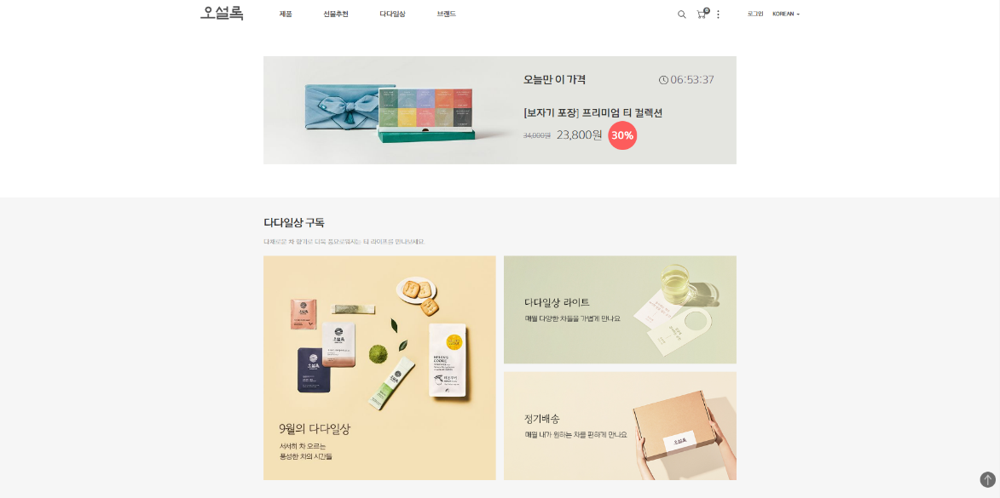 오설록
제품
선물추천
다다일상
브랜드
0
로그인
KOREAN
오늘만 이 가격
06:53:37
[보자기 포장] 프리미엄 티 컬렉션
34,000원 23,800원 30%
다다일상 구독
다채로운 차 향기로 더욱 풍요로워지는 티 라이프를 만나보세요.
오설록
9월의 다다일상
서서히 차 오르는
풍성한 차의 시간들
다다일상 라이트
매월 다양한 차들을 가볍게 만나요
정기배송
매월 내가 원하는 차를 편하게 만나요
오설록